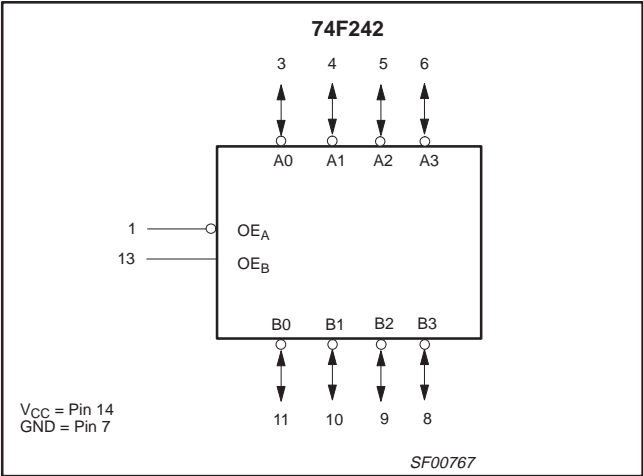 74F242
3 4 5 6
A0 A1 A2 A3
1 OEA
13 OEB
B0 B1 B2 B3
11 10 9 8
VCC = Pin 14
GND = Pin 7
SF00767